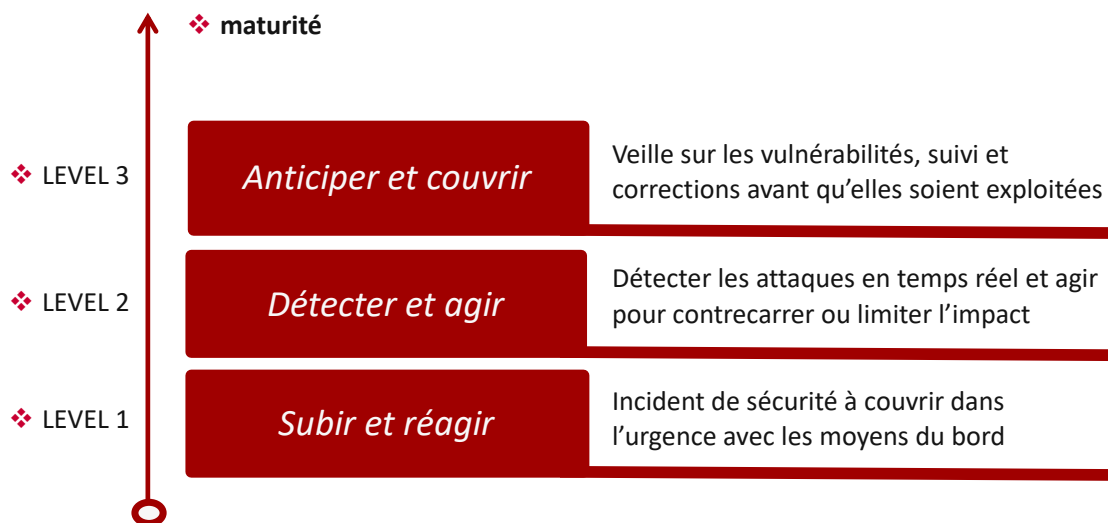 ❖ maturité
❖ LEVEL 3
Anticiper et couvrir
Veille sur les vulnérabilités, suivi et
corrections avant qu’elles soient exploitées
❖ LEVEL 2
Détecter et agir
Détecter les attaques en temps réel et agir
pour contrecarrer ou limiter l’impact
❖ LEVEL 1
Subir et réagir
Incident de sécurité à couvrir dans
l’urgence avec les moyens du bord